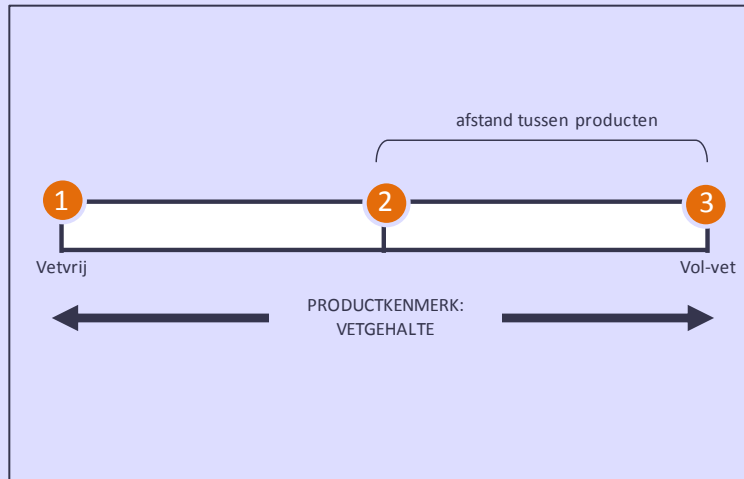 afstand tussen producten
1 2 3
Vetvrij Vol-vet
PRODUCTKENMERK:
VETGEHALTE